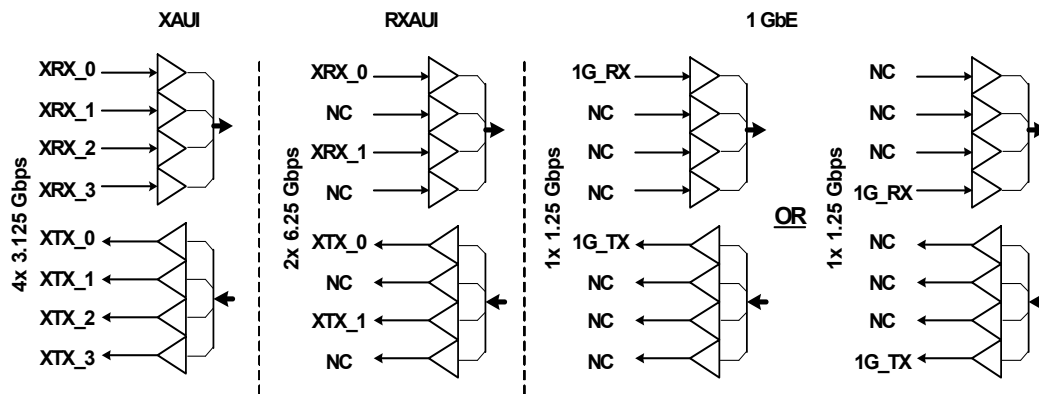 XAUI
4x 3.125 Gbps
XRX_0
XRX_1
XRX_2
XRX_3
XTX_0
XTX_1
XTX_2
XTX_3
RXAUI
2x 6.25 Gbps
XRX_0
NC
XRX_1
NC
XTX_0
NC
XTX_1
NC
1 GbE
1x 1.25 Gbps
1G_RX
NC
NC
NC
1G_TX
NC
NC
NC
OR
1x 1.25 Gbps
NC
NC
NC
1G_RX
NC
NC
NC
1G_TX